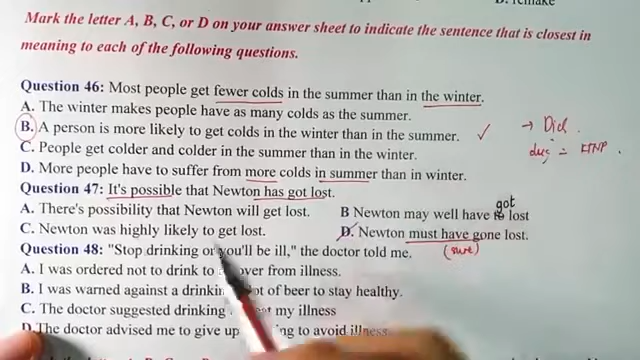 D. remake
Mark the letter A, B, C, or D on your answer sheet to indicate the sentence that is closest in
meaning to each of the following questions.
Question 46: Most people get fewer colds in the summer than in the winter.
A. The winter makes people have as many colds as the summer.
B. A person is more likely to get colds in the winter than in the summer.
→ Dich
C. People get colder and colder in the summer than in the winter.
= KTNP
D. More people have to suffer from more colds in summer than in winter.
Question 47: It's possible that Newton has got lost.
got
A. There's possibility that Newton will get lost.
B Newton may well have lost
C. Newton was highly likely to get lost.
D. Newton must have gone lost.
(sure)
Question 48: "Stop drinking or you'll be ill," the doctor told me.
A. I was ordered not to drink to over from illness.
B. I was warned against a drinkin of beer to stay healthy.
C. The doctor suggested drinking my illness
D. The doctor advised me to give up to avoid illness.